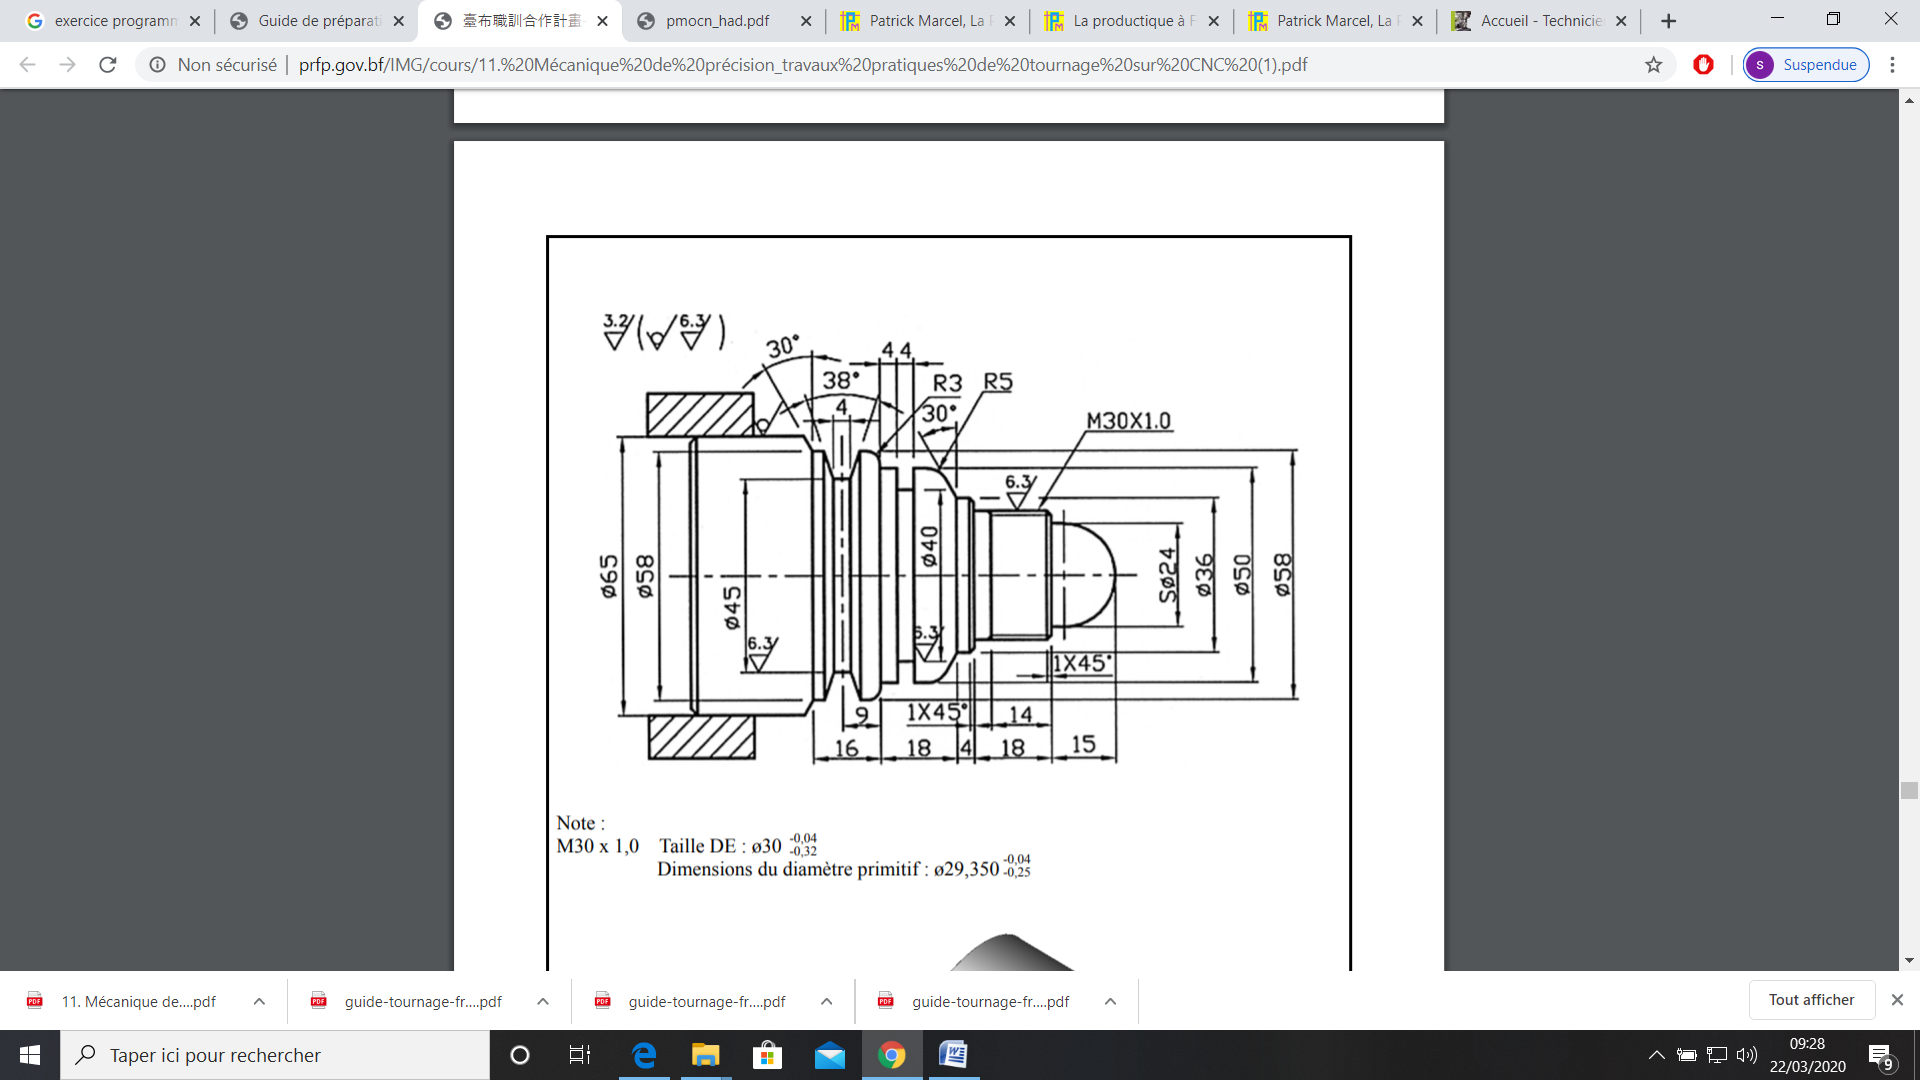 exercice programm
Guide de préparati
臺布職訓合作計畫
pmocn_had.pdf
Patrick Marcel, La P
La productique à F
Patrick Marcel, La P
Accueil - Technicie
Non sécurisé
prfp.gov.bf/IMG/cours/11.%20Mécanique%20de%20précision_travaux%20pratiques%20de%20tournage%20sur%20CNC%20(1).pdf
s Suspendue
3.2 ( 6.3 )
30°
4 4
38°
R3 R5
4
30°
M30X1.0
6.3
ø65
ø58
ø45
ø40
Sø24
ø36
ø50
ø58
6.3
6.3
1X45°
9
1X45°
14
16
18
4
18
15
Note :
M30 x 1,0 Taille DE : ø30 -0,04 -0,32
Dimensions du diamètre primitif : ø29,350 -0,04 -0,25
11. Mécanique de....pdf
guide-tournage-fr....pdf
guide-tournage-fr....pdf
guide-tournage-fr....pdf
Tout afficher
Taper ici pour rechercher
09:28
22/03/2020
9